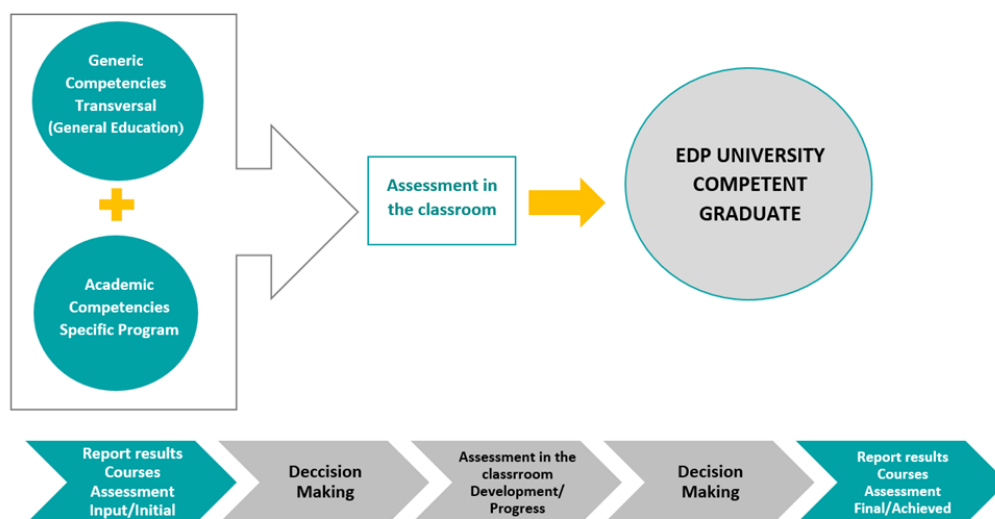 Generic
Competencies
Transversal
(General Education)
Academic
Competencies
Specific Program
Assessment in
the classroom
EDP UNIVERSITY
COMPETENT
GRADUATE
Report results
Courses
Assessment
Input/Initial
Deccision
Making
Assessment in the
classrroom
Development/
Progress
Decision
Making
Report results
Courses
Assessment
Final/Achieved